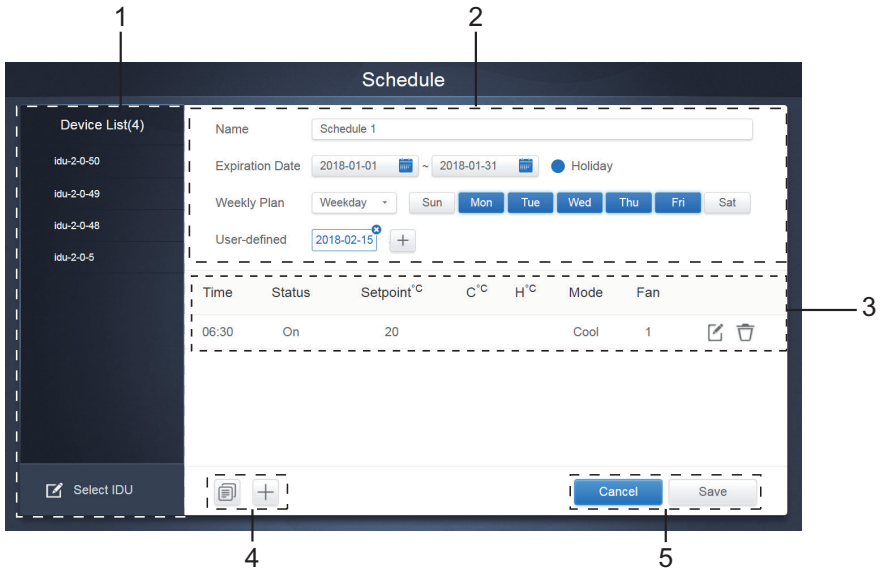 1
2
Schedule
Device List(4)
idu-2-0-50
idu-2-0-49
idu-2-0-48
idu-2-0-5
Select IDU
Name Schedule 1
Expiration Date 2018-01-01 ~ 2018-01-31 Holiday
Weekly Plan Weekday Sun Mon Tue Wed Thu Fri Sat
User-defined 2018-02-15 +
Time Status Setpoint°C C°C H°C Mode Fan
06:30 On 20 Cool 1
3
+
Cancel Save
4
5